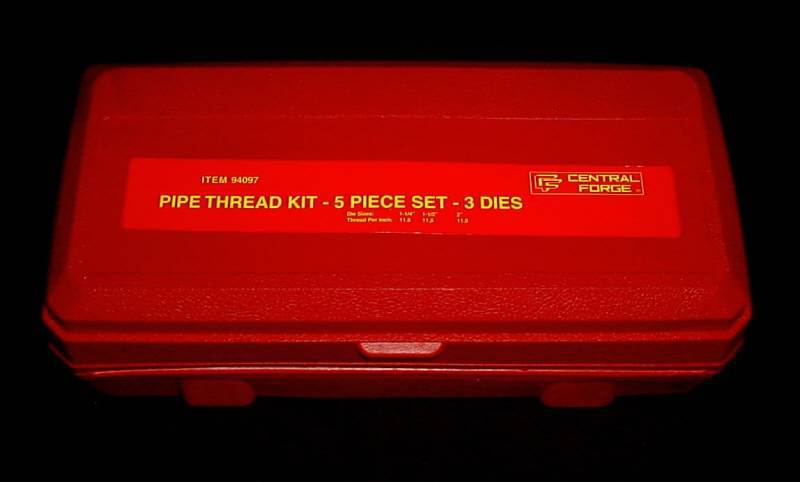 ITEM 94097
PIPE THREAD KIT - 5 PIECE SET - 3 DIES
Die Sizes: 1-1/4" 1-1/2" 2"
Thread Per Inch: 11.5 11.5 11.5
CENTRAL
FORGE